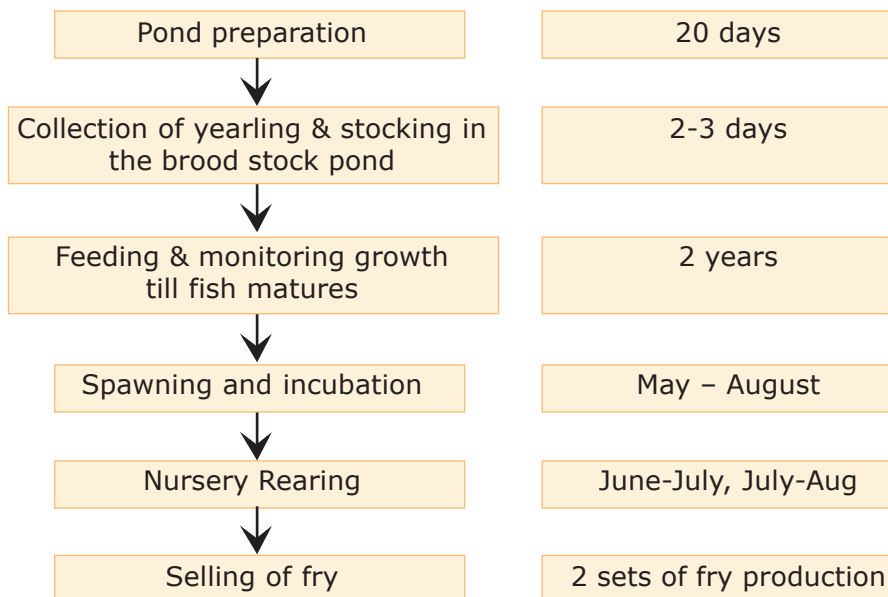 Pond preparation
20 days
Collection of yearling & stocking in
the brood stock pond
2-3 days
Feeding & monitoring growth
till fish matures
2 years
Spawning and incubation
May – August
Nursery Rearing
June-July, July-Aug
Selling of fry
2 sets of fry production